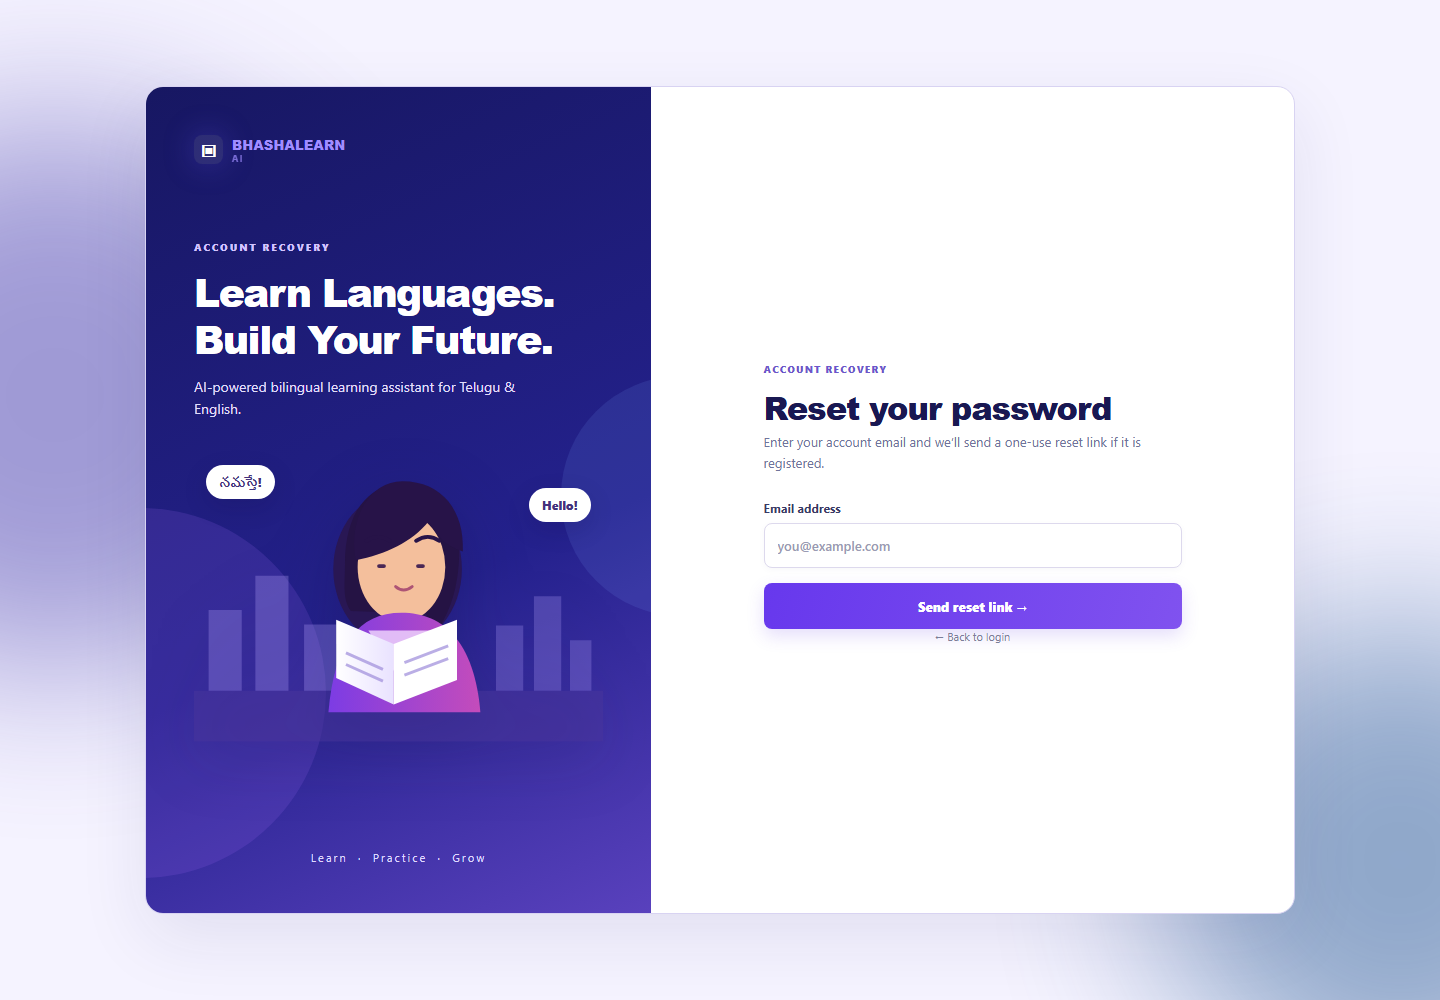 BHASHALEARN
AI
ACCOUNT RECOVERY
Learn Languages.
Build Your Future.
AI-powered bilingual learning assistant for Telugu &
English.
నమస్తే!
Hello!
Learn · Practice · Grow
ACCOUNT RECOVERY
Reset your password
Enter your account email and we'll send a one-use reset link if it is
registered.
Email address
you@example.com
Send reset link →
← Back to login